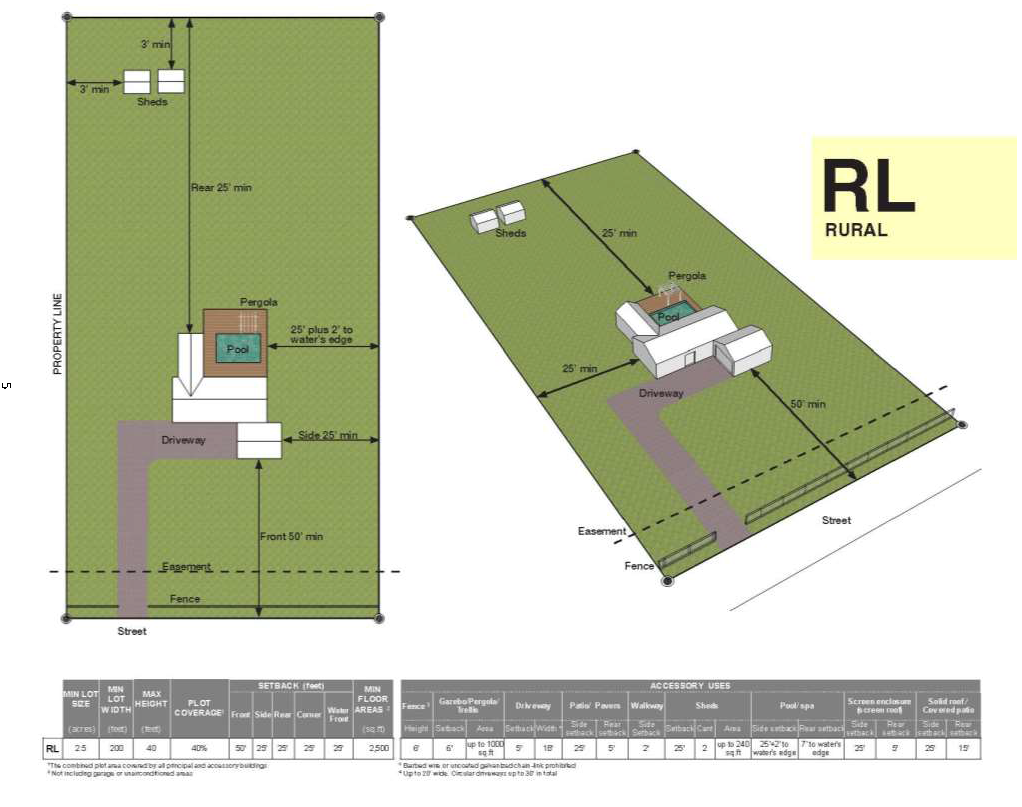 3' min
3' min
Sheds
Rear 25' min
Pergola
25' plus 2' to
water's edge
Pool
PROPERTY LINE
Driveway
Side 25' min
Front 50' min
Easement
Fence
Street
5
RL
RURAL
Sheds
25' min
Pergola
Pool
25' min
Driveway
50' min
Easement
Street
Fence
SETBACK (feet)
ACCESSORY USES
MIN LOT SIZE (acres)
MIN LOT WIDTH (feet)
MAX HEIGHT (feet)
PLOT COVERAGE¹
Front Side Rear Corner Water Front
MIN FLOOR AREAS ² (sq ft)
Fence ³ Gazebo/Pergola/ Trellis Driveway Patio/ Pavers Walkway Sheds Pool/spa Screen enclosure (screen roof) Solid roof/ Covered patio
Height Setback Area Setback Width⁴ Side setback Rear setback Side Setback Setback Cant Area Side setback Rear setback Side setback Rear setback Side setback Rear setback
RL 2.5 200 40 40% 50' 25' 25' 25' 25' 2,500 6' 6' up to 1000 sq.ft 5' 18' 25' 5' 2' 25' 2 up to 240 sq.ft 25'+2' to water's edge 7' to water's edge 25' 5' 25' 15'
¹The combined plot area covered by all principal and accessory buildings
² Not including garage or unairconditioned areas
³ Barbed wire or uncoated galvanized chain-link prohibited
⁴ Up to 20' wide. Circular driveways up to 30' in total